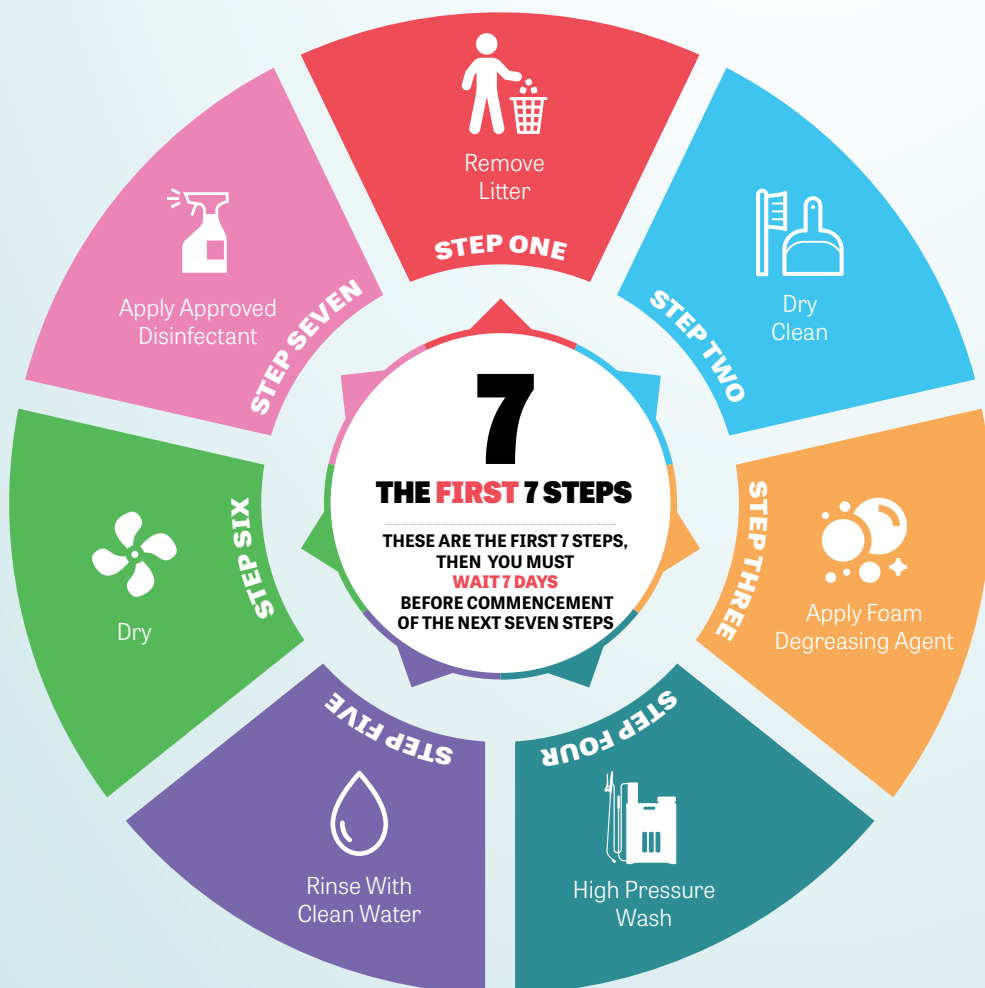 7
THE FIRST 7 STEPS
THESE ARE THE FIRST 7 STEPS,
THEN YOU MUST
WAIT 7 DAYS
BEFORE COMMENCEMENT
OF THE NEXT SEVEN STEPS
Remove
Litter
STEP ONE
Dry
Clean
STEP TWO
Apply Foam
Degreasing Agent
STEP THREE
High Pressure
Wash
STEP FOUR
Rinse With
Clean Water
STEP FIVE
Dry
STEP SIX
Apply Approved
Disinfectant
STEP SEVEN